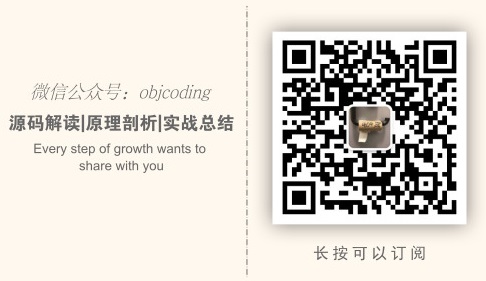 微信公众号：objcoding
源码解读|原理剖析|实战总结
Every step of growth wants to
share with you
长按可以订阅